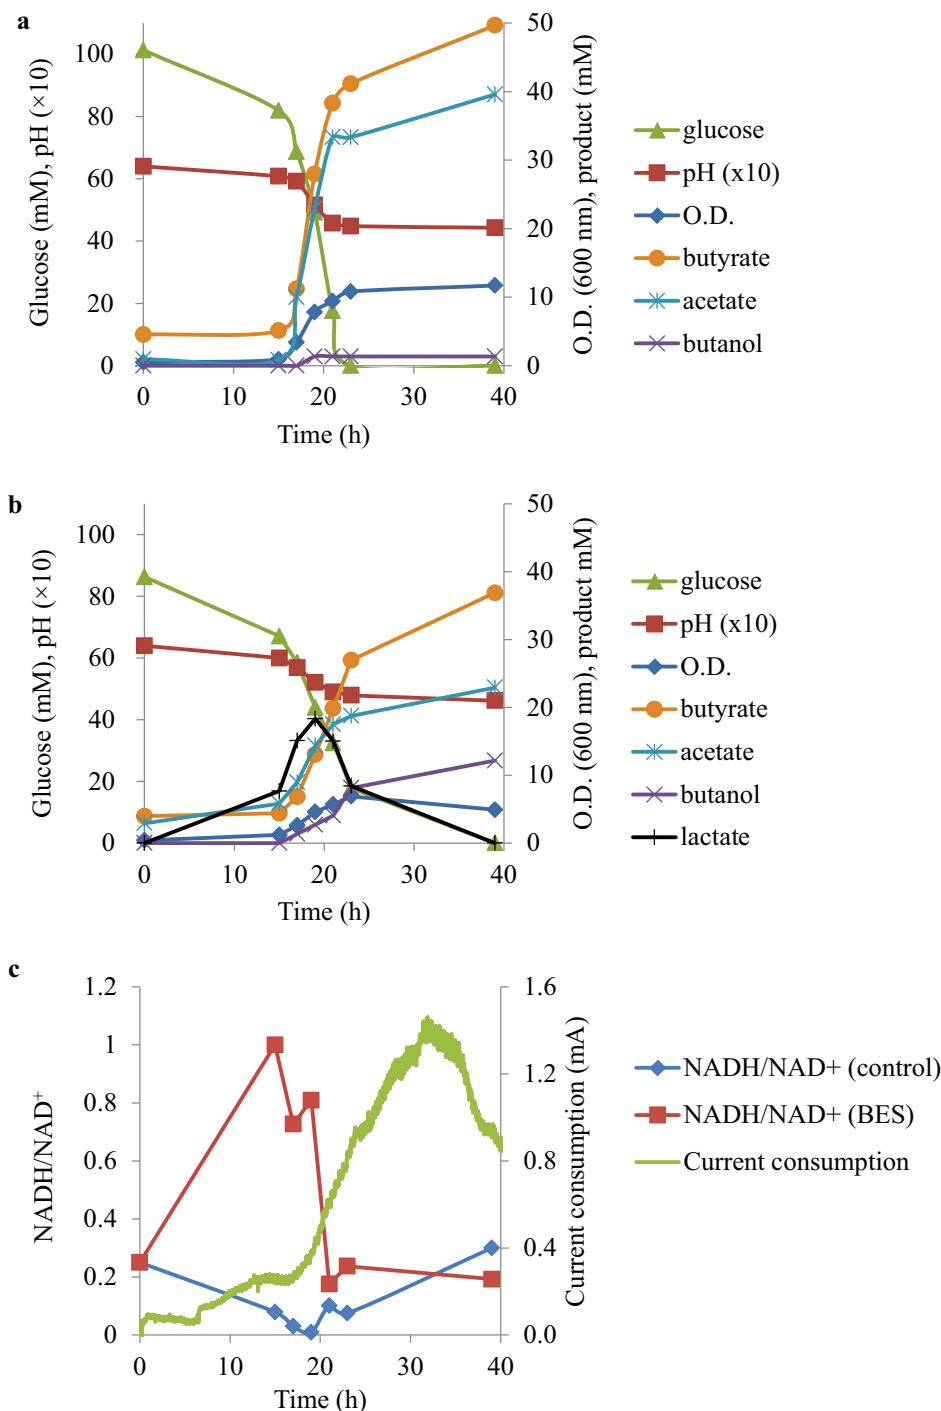 a
Glucose (mM), pH (×10)
100
80
60
40
20
0
50
40
30
20
10
0
O.D. (600 nm), product (mM)
0 10 20 30 40
Time (h)
glucose
pH (x10)
O.D.
butyrate
acetate
butanol
b
Glucose (mM), pH (×10)
100
80
60
40
20
0
50
40
30
20
10
0
O.D. (600 nm), product mM)
0 10 20 30 40
Time (h)
glucose
pH (x10)
O.D.
butyrate
acetate
butanol
lactate
c
NADH/NAD⁺
1.2
1
0.8
0.6
0.4
0.2
0
1.6
1.2
0.8
0.4
0.0
Current consumption (mA)
0 10 20 30 40
Time (h)
NADH/NAD+ (control)
NADH/NAD+ (BES)
Current consumption